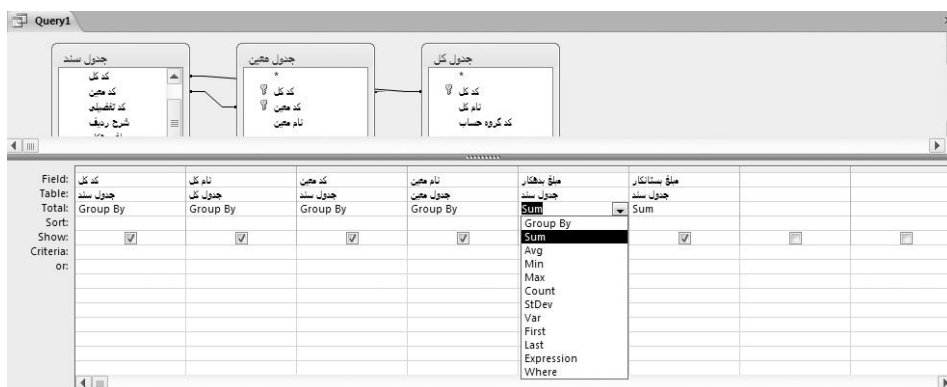 Query1
جدول سند
کد کل
کد معین
کد تفضیلی
شرح ردیف
جدول معین
*
کد کل
کد معین
نام معین
جدول کل
*
کد کل
نام کل
کد گروه حساب
Field: کد کل نام کل کد معین نام معین مبلغ بدهکار مبلغ بستانکار
Table: جدول سند جدول کل جدول سند جدول معین جدول سند جدول سند
Total: Group By Group By Group By Group By Sum Sum
Sort:
Show:
Criteria:
or:
Group By
Sum
Avg
Min
Max
Count
StDev
Var
First
Last
Expression
Where